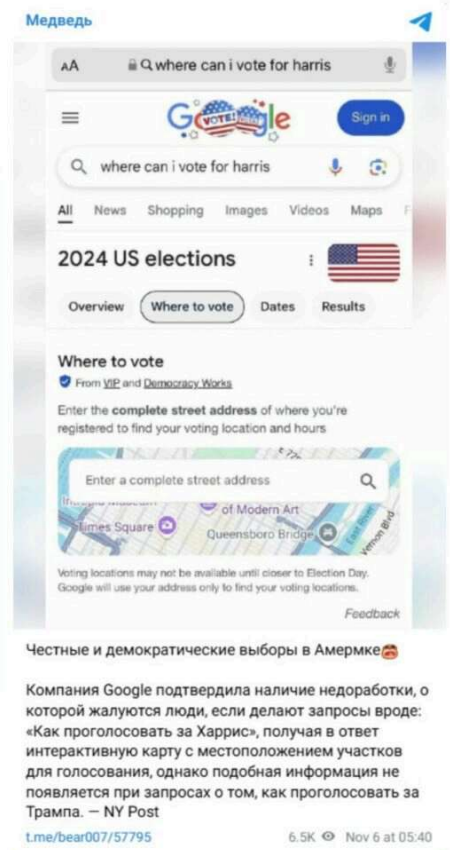 Медведь
AA where can i vote for harris
Google
VOTE!
Sign in
where can i vote for harris
All News Shopping Images Videos Maps F
2024 US elections
Overview Where to vote Dates Results
Where to vote
From VIP and Democracy Works
Enter the complete street address of where you're
registered to find your voting location and hours
Enter a complete street address
of Modern Art
Times Square
Queensboro Bridge
East River
Vernon Blvd
Voting locations may not be available until closer to Election Day.
Google will use your address only to find your voting locations.
Feedback
Честные и демократические выборы в Амермке
Компания Google подтвердила наличие недоработки, о
которой жалуются люди, если делают запросы вроде:
«Как проголосовать за Харрис», получая в ответ
интерактивную карту с местоположением участков
для голосования, однако подобная информация не
появляется при запросах о том, как проголосовать за
Трампа. — NY Post
t.me/bear007/57795 6.5K Nov 6 at 05:40